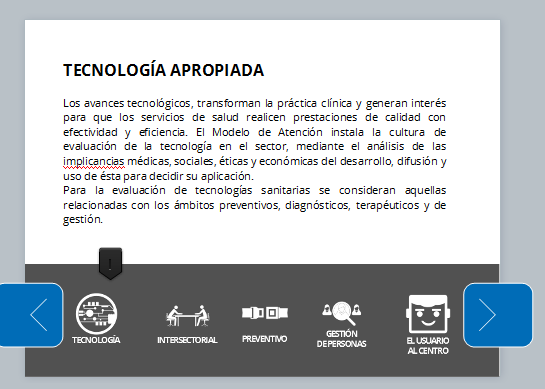 TECNOLOGÍA APROPIADA
Los avances tecnológicos, transforman la práctica clínica y generan interés
para que los servicios de salud realicen prestaciones de calidad con
efectividad y eficiencia. El Modelo de Atención instala la cultura de
evaluación de la tecnología en el sector, mediante el análisis de las
implicancias médicas, sociales, éticas y económicas del desarrollo, difusión y
uso de ésta para decidir su aplicación.
Para la evaluación de tecnologías sanitarias se consideran aquellas
relacionadas con los ámbitos preventivos, diagnósticos, terapéuticos y de
gestión.
TECNOLOGÍA
INTERSECTORIAL
PREVENTIVO
GESTIÓN
DE PERSONAS
EL USUARIO
AL CENTRO